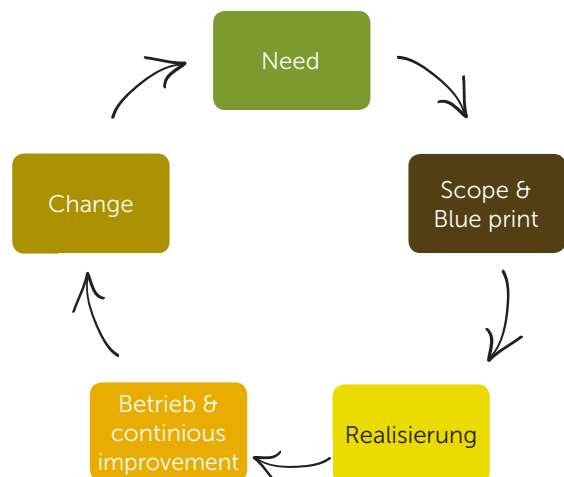 Need
Scope &
Blue print
Realisierung
Betrieb &
continious
improvement
Change